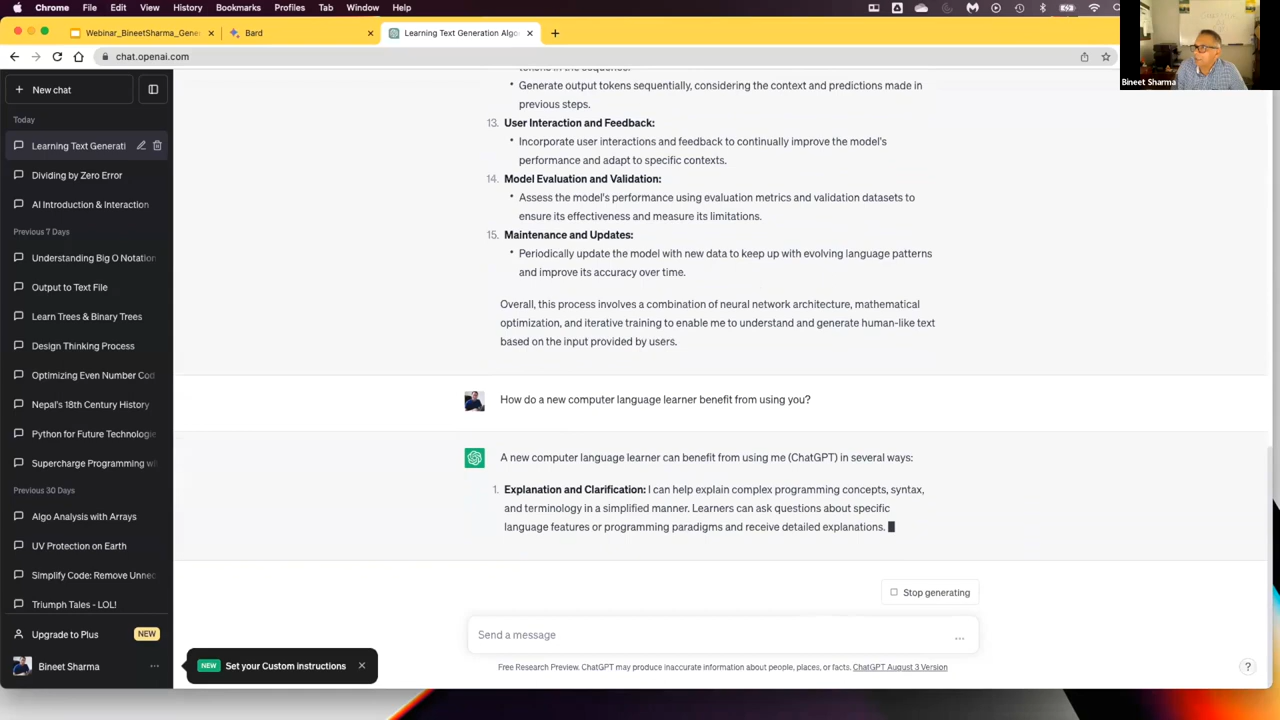 Chrome File Edit View History Bookmarks Profiles Tab Window Help
Webinar_BineetSharma_Gene
Bard
Learning Text Generation Algo
chat.openai.com
Bineet Sharma
New chat
Today
Learning Text Generati
Dividing by Zero Error
AI Introduction & Interaction
Previous 7 Days
Understanding Big O Notation
Output to Text File
Learn Trees & Binary Trees
Design Thinking Process
Optimizing Even Number Cod
Nepal's 18th Century History
Python for Future Technologie
Supercharge Programming wi
Previous 30 Days
Algo Analysis with Arrays
UV Protection on Earth
Simplify Code: Remove Unnec
Triumph Tales - LOL!
Upgrade to Plus NEW
Bineet Sharma ...
NEW Set your Custom instructions
tokens in the sequence.
• Generate output tokens sequentially, considering the context and predictions made in
previous steps.
13. User Interaction and Feedback:
• Incorporate user interactions and feedback to continually improve the model's
performance and adapt to specific contexts.
14. Model Evaluation and Validation:
• Assess the model's performance using evaluation metrics and validation datasets to
ensure its effectiveness and measure its limitations.
15. Maintenance and Updates:
• Periodically update the model with new data to keep up with evolving language patterns
and improve its accuracy over time.
Overall, this process involves a combination of neural network architecture, mathematical
optimization, and iterative training to enable me to understand and generate human-like text
based on the input provided by users.
How do a new computer language learner benefit from using you?
A new computer language learner can benefit from using me (ChatGPT) in several ways:
1. Explanation and Clarification: I can help explain complex programming concepts, syntax,
and terminology in a simplified manner. Learners can ask questions about specific
language features or programming paradigms and receive detailed explanations.
Stop generating
Send a message
...
Free Research Preview. ChatGPT may produce inaccurate information about people, places, or facts. ChatGPT August 3 Version
?